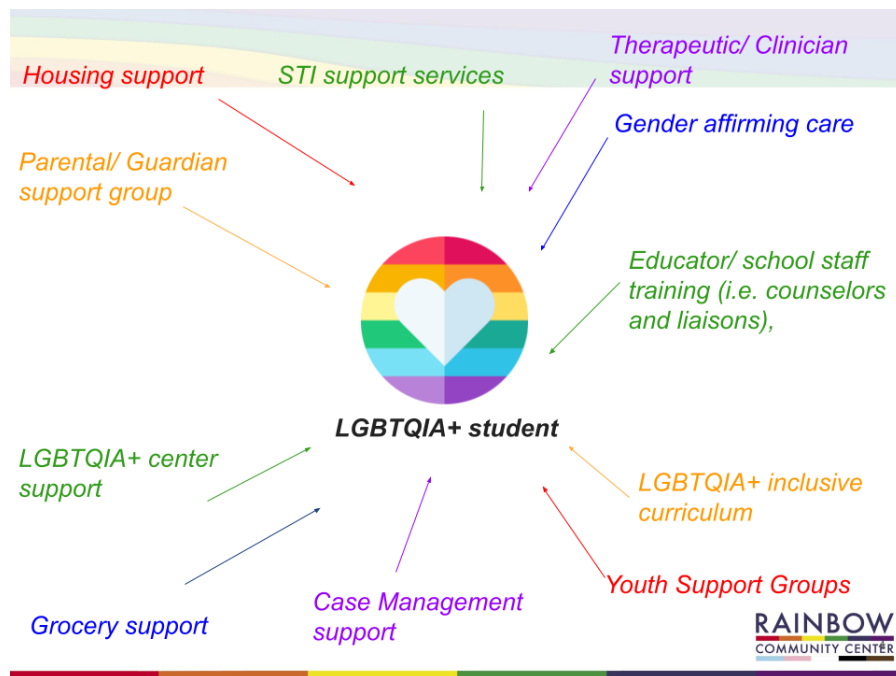 Housing support
STI support services
Therapeutic/ Clinician
support
Gender affirming care
Parental/ Guardian
support group
Educator/ school staff
training (i.e. counselors
and liaisons),
LGBTQIA+ student
LGBTQIA+ center
support
LGBTQIA+ inclusive
curriculum
Grocery support
Case Management
support
Youth Support Groups
RAINBOW
COMMUNITY CENTER